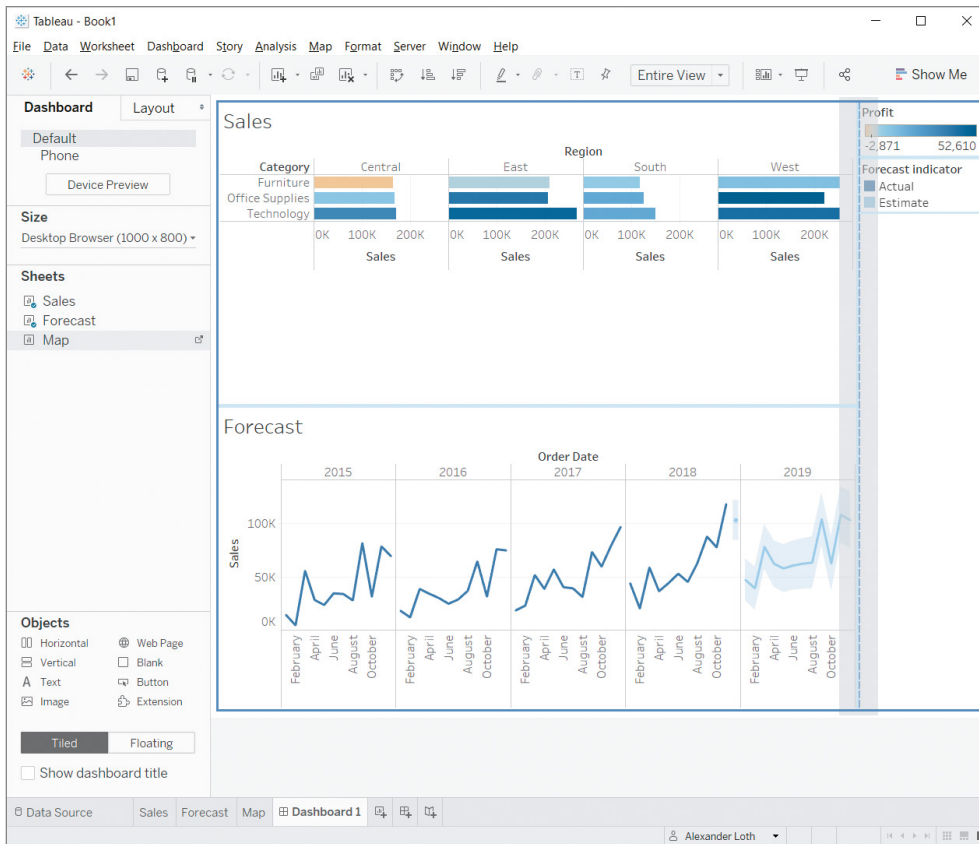 Tableau - Book1
File Data Worksheet Dashboard Story Analysis Map Format Server Window Help
Entire View
Show Me
Dashboard Layout
Default
Phone
Device Preview
Size
Desktop Browser (1000 x 800)
Sheets
Sales
Forecast
Map
Objects
Horizontal Web Page
Vertical Blank
A Text Button
Image Extension
Tiled Floating
Show dashboard title
Sales
Region
Category Central East South West
Furniture
Office Supplies
Technology
0K 100K 200K 0K 100K 200K 0K 100K 200K 0K 100K 200K
Sales Sales Sales Sales
Profit
-2,871 52,610
Forecast indicator
Actual
Estimate
Forecast
Order Date
2015 2016 2017 2018 2019
100K
50K
0K
Sales
February April June August October February April June August October February April June August October February April June August October February April June August October
Data Source Sales Forecast Map Dashboard 1
Alexander Loth